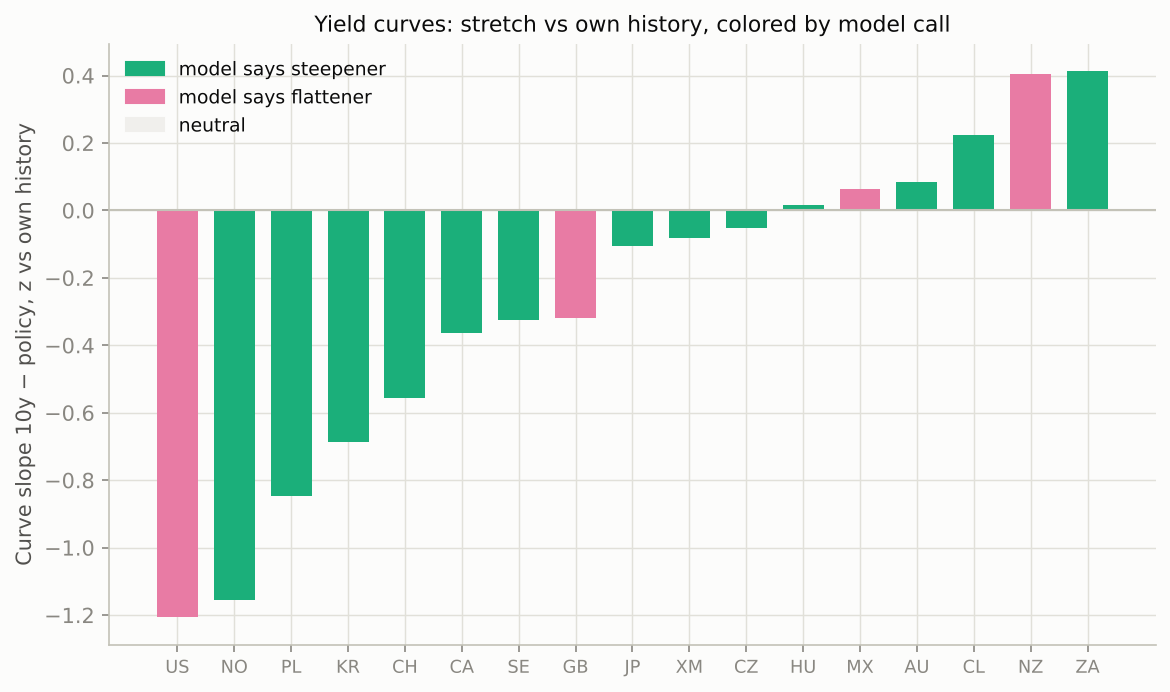 Yield curves: stretch vs own history, colored by model call
model says steepener
model says flattener
neutral
Curve slope 10y − policy, z vs own history
0.4
0.2
0.0
−0.2
−0.4
−0.6
−0.8
−1.0
−1.2
US NO PL KR CH CA SE GB JP XM CZ HU MX AU CL NZ ZA